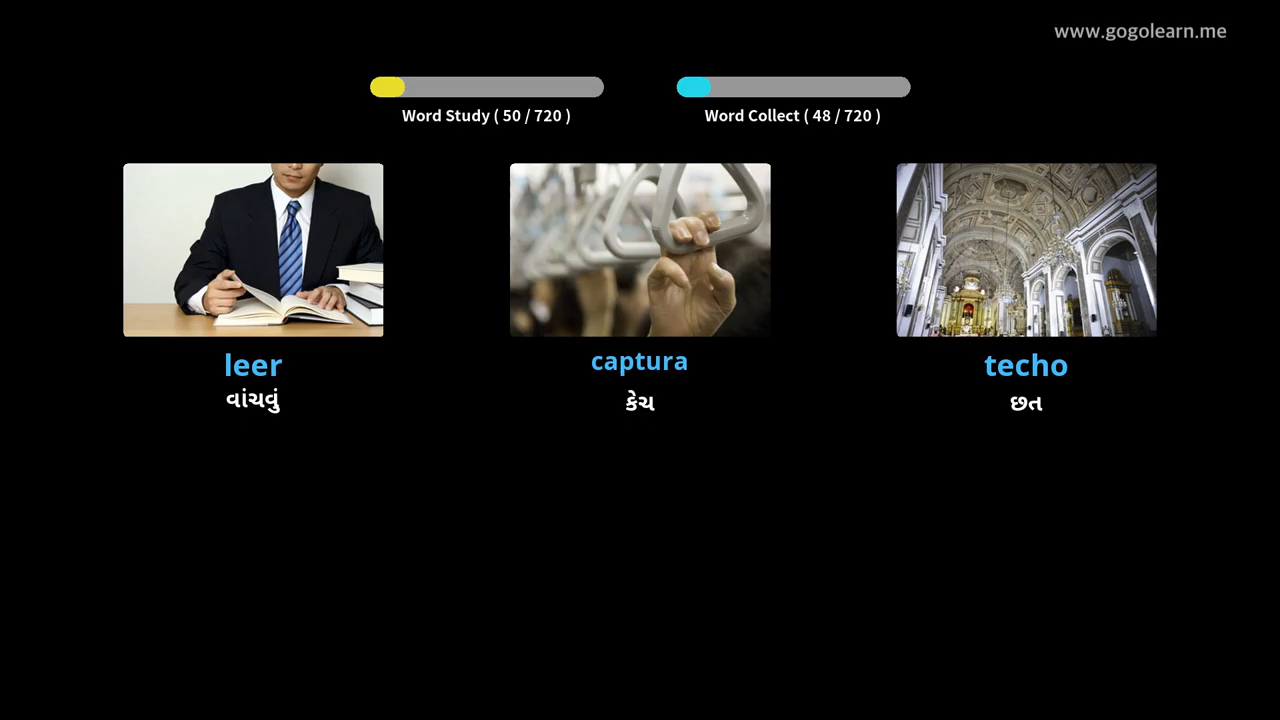 www.gogolearn.me
Word Study ( 50 / 720 )
Word Collect ( 48 / 720 )
leer
વાંચવું
captura
કેચ
techo
છત